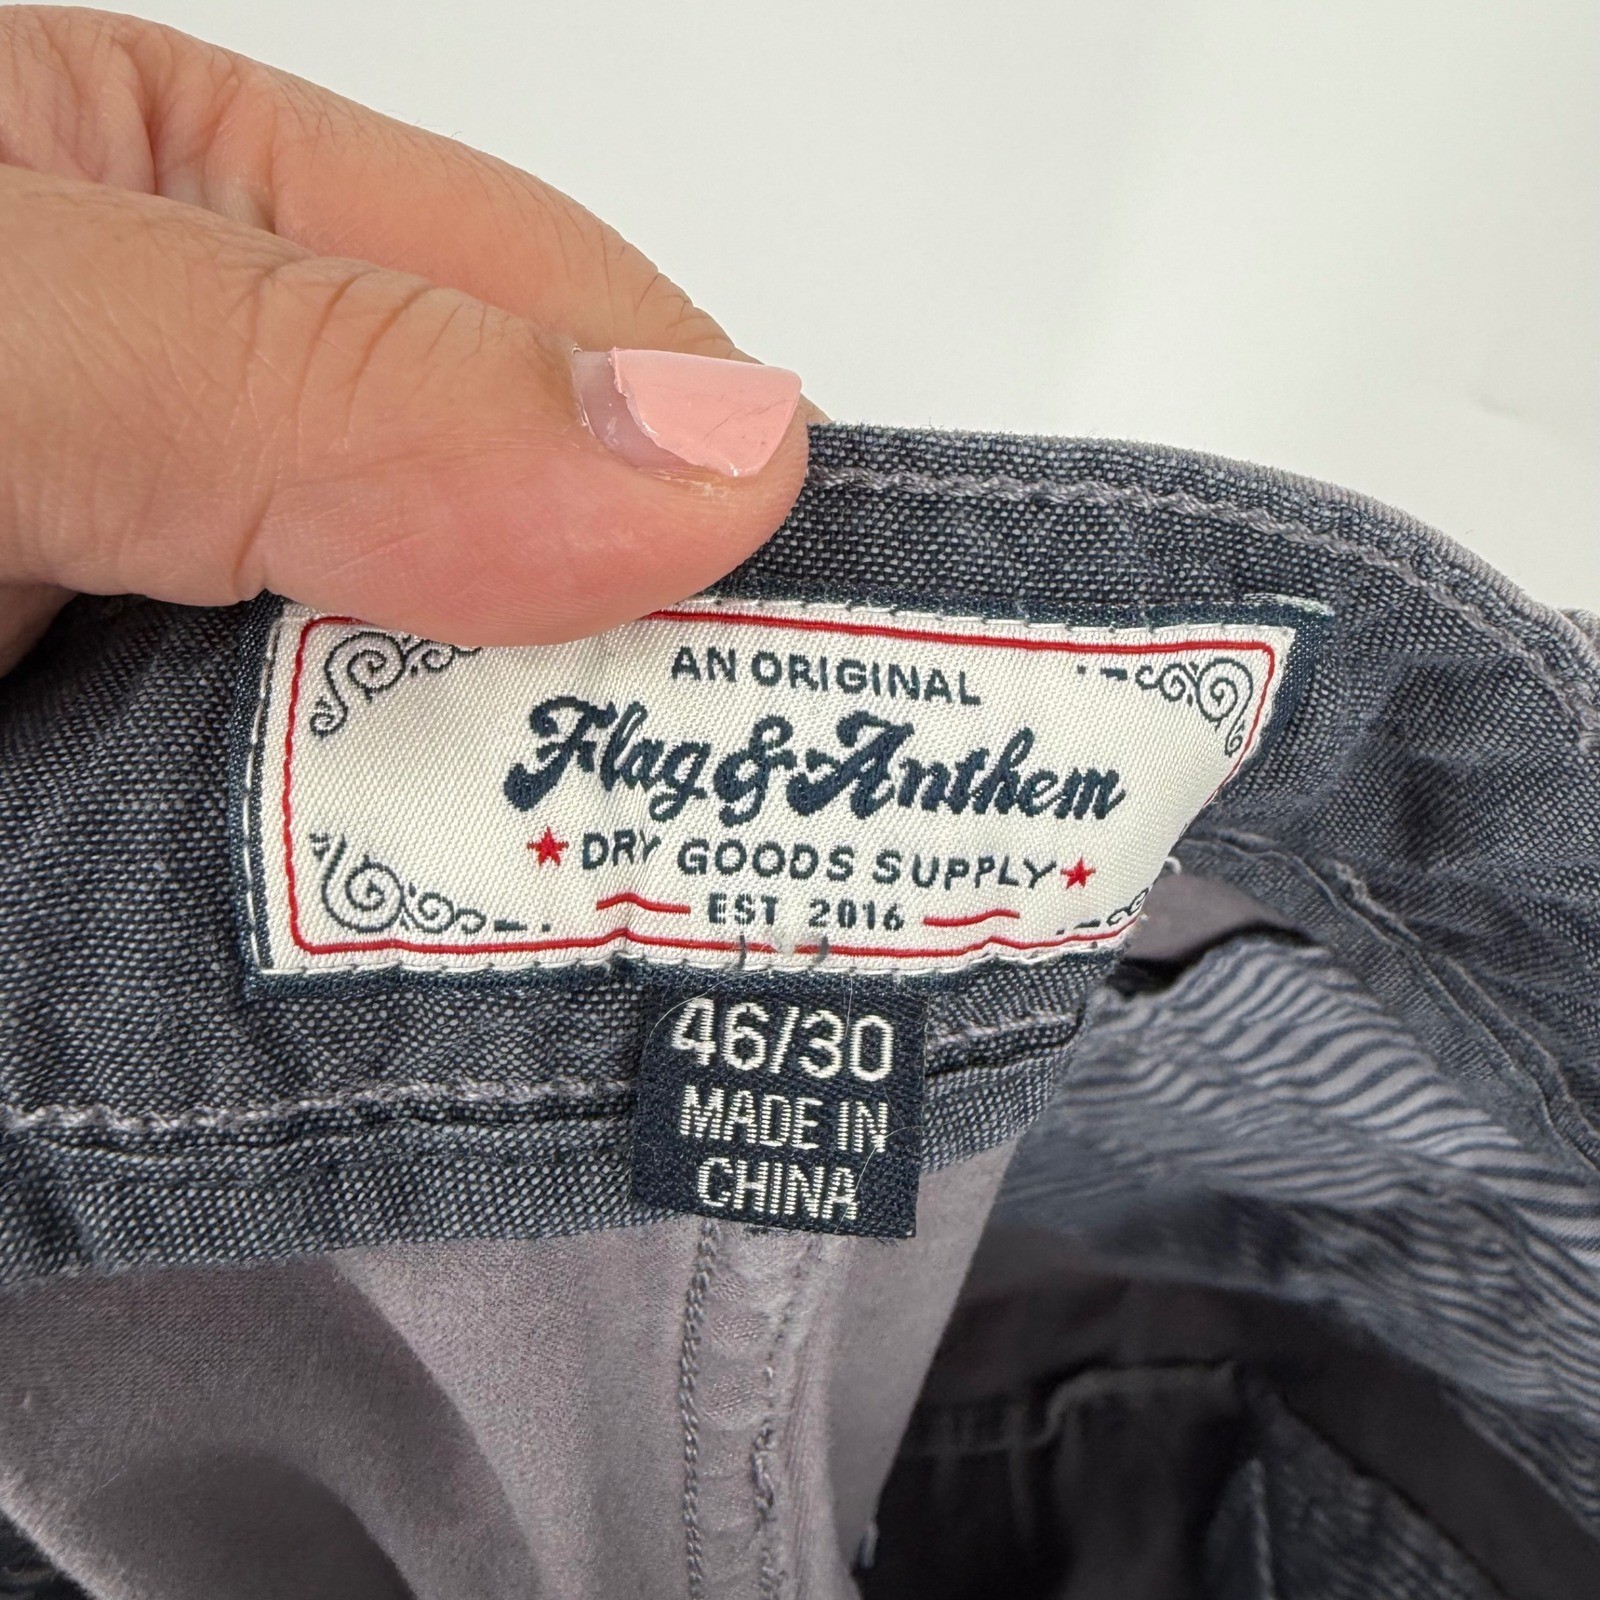 AN ORIGINAL
Flag & Anthem
DRY GOODS SUPPLY
EST 2016
46/30
MADE IN
CHINA